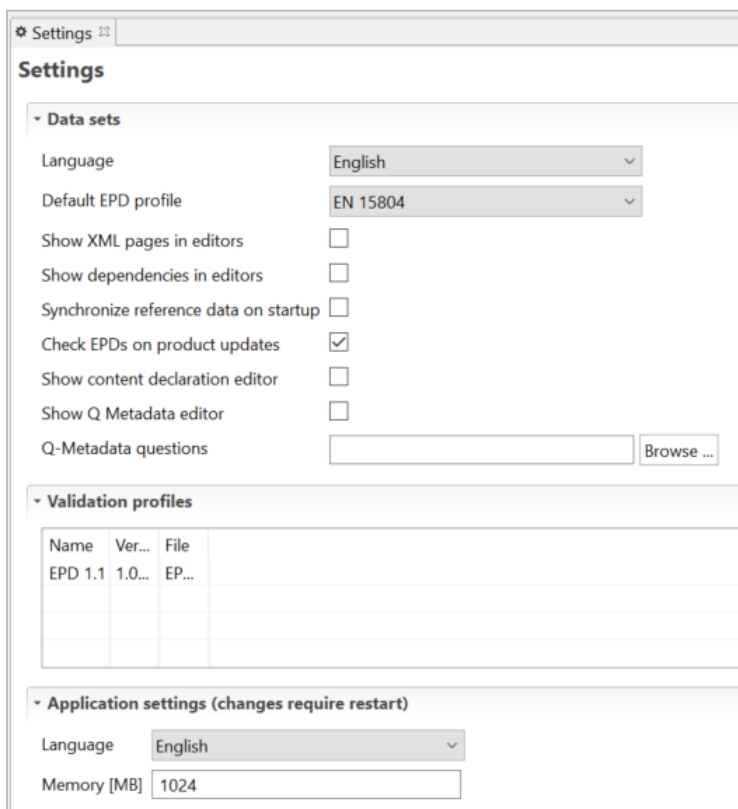 Settings
Settings
Data sets
Language English
Default EPD profile EN 15804
Show XML pages in editors
Show dependencies in editors
Synchronize reference data on startup
Check EPDs on product updates
Show content declaration editor
Show Q Metadata editor
Q-Metadata questions Browse ...
Validation profiles
Name Ver... File
EPD 1.1 1.0... EP...
Application settings (changes require restart)
Language English
Memory [MB] 1024